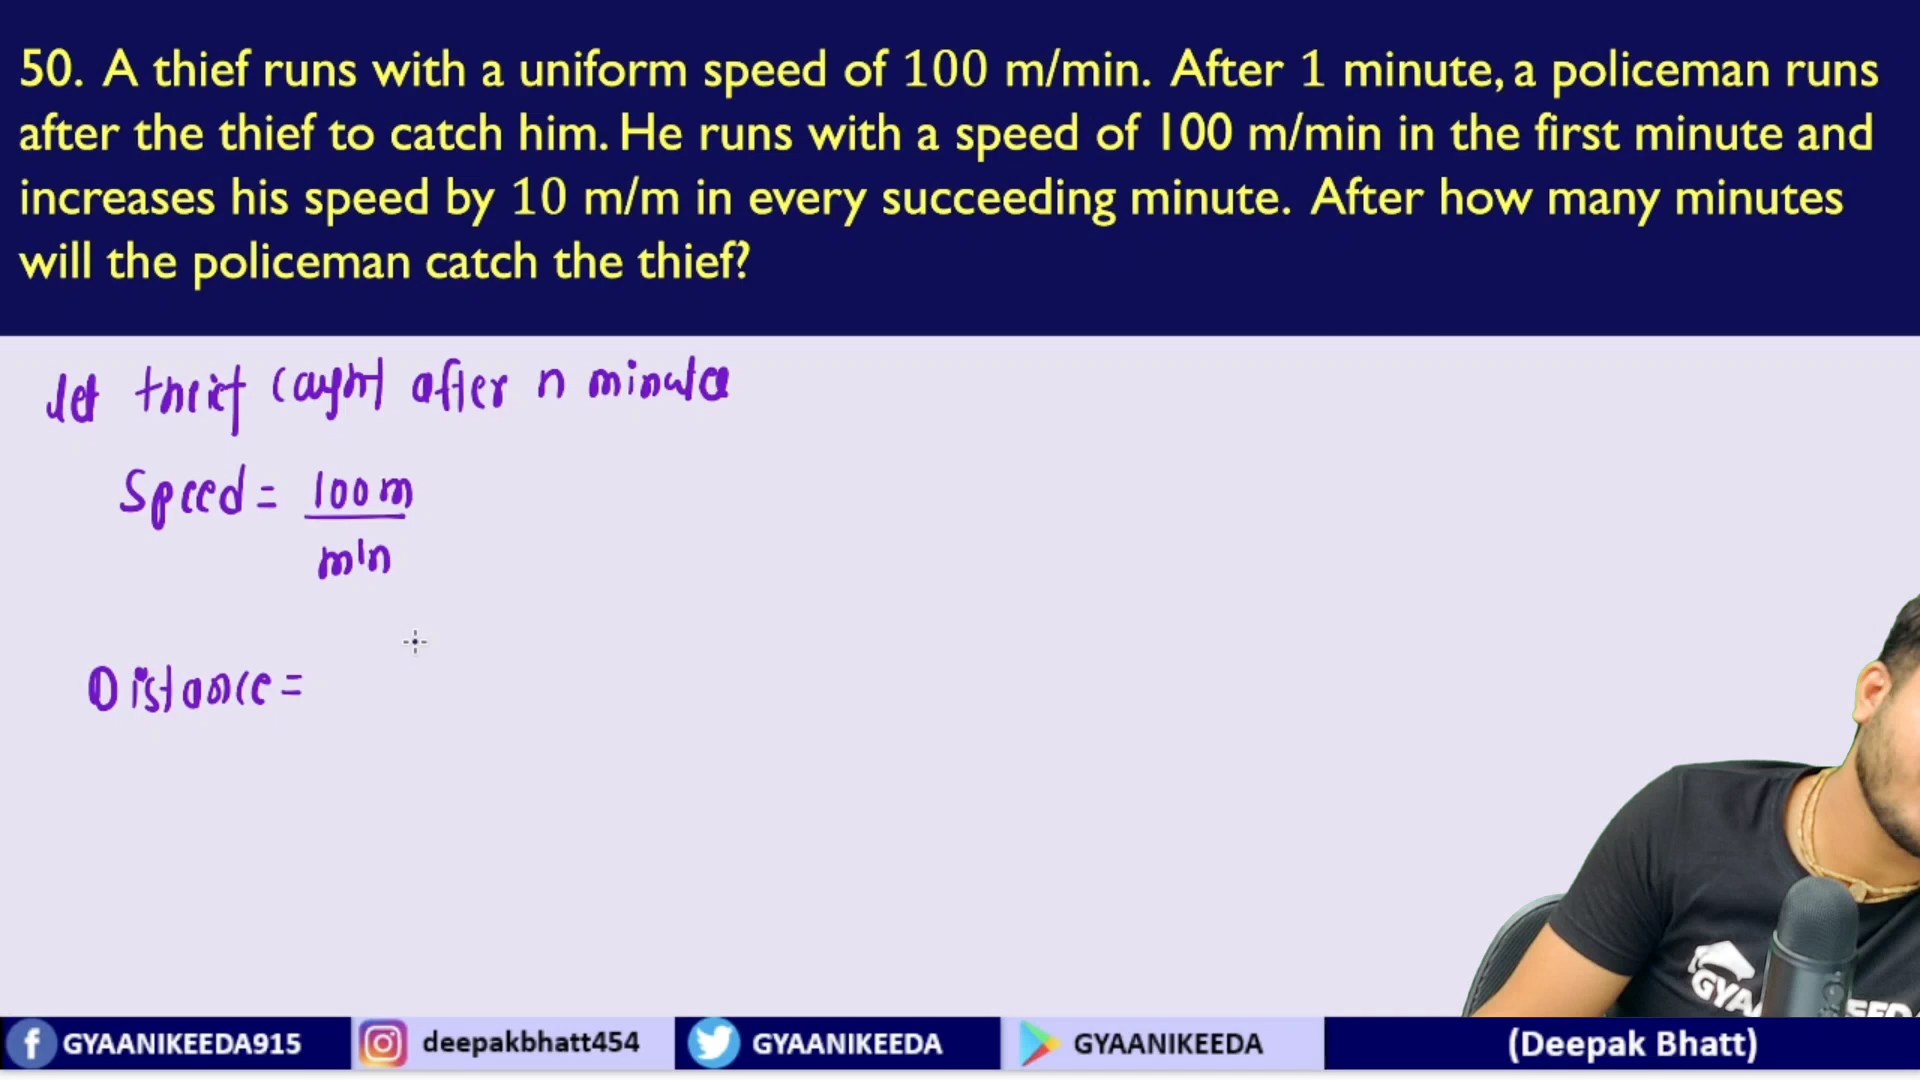 50. A thief runs with a uniform speed of 100 m/min. After 1 minute, a policeman runs
after the thief to catch him. He runs with a speed of 100 m/min in the first minute and
increases his speed by 10 m/m in every succeeding minute. After how many minutes
will the policeman catch the thief?
let thief caught after n minute
Speed = 100m
min
Distance =
GYAANIKEEDA915 deepakbhatt454 GYAANIKEEDA GYAANIKEEDA (Deepak Bhatt)